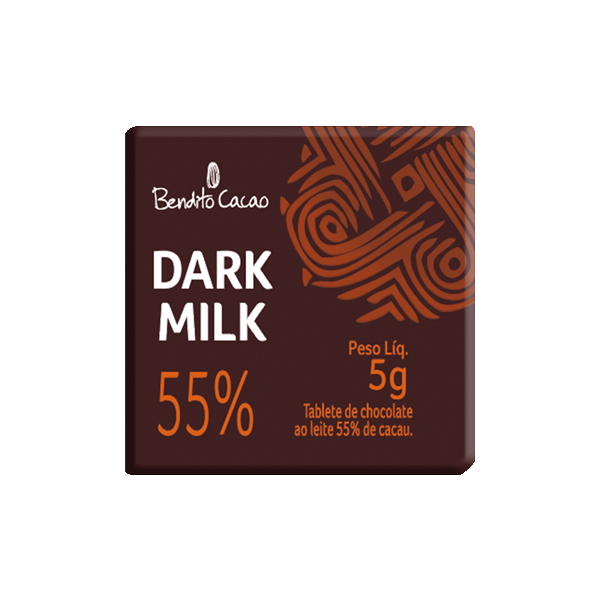 Bendito Cacao
DARK
MILK
55%
Peso Líq.
5g
Tablete de chocolate
ao leite 55% de cacau.